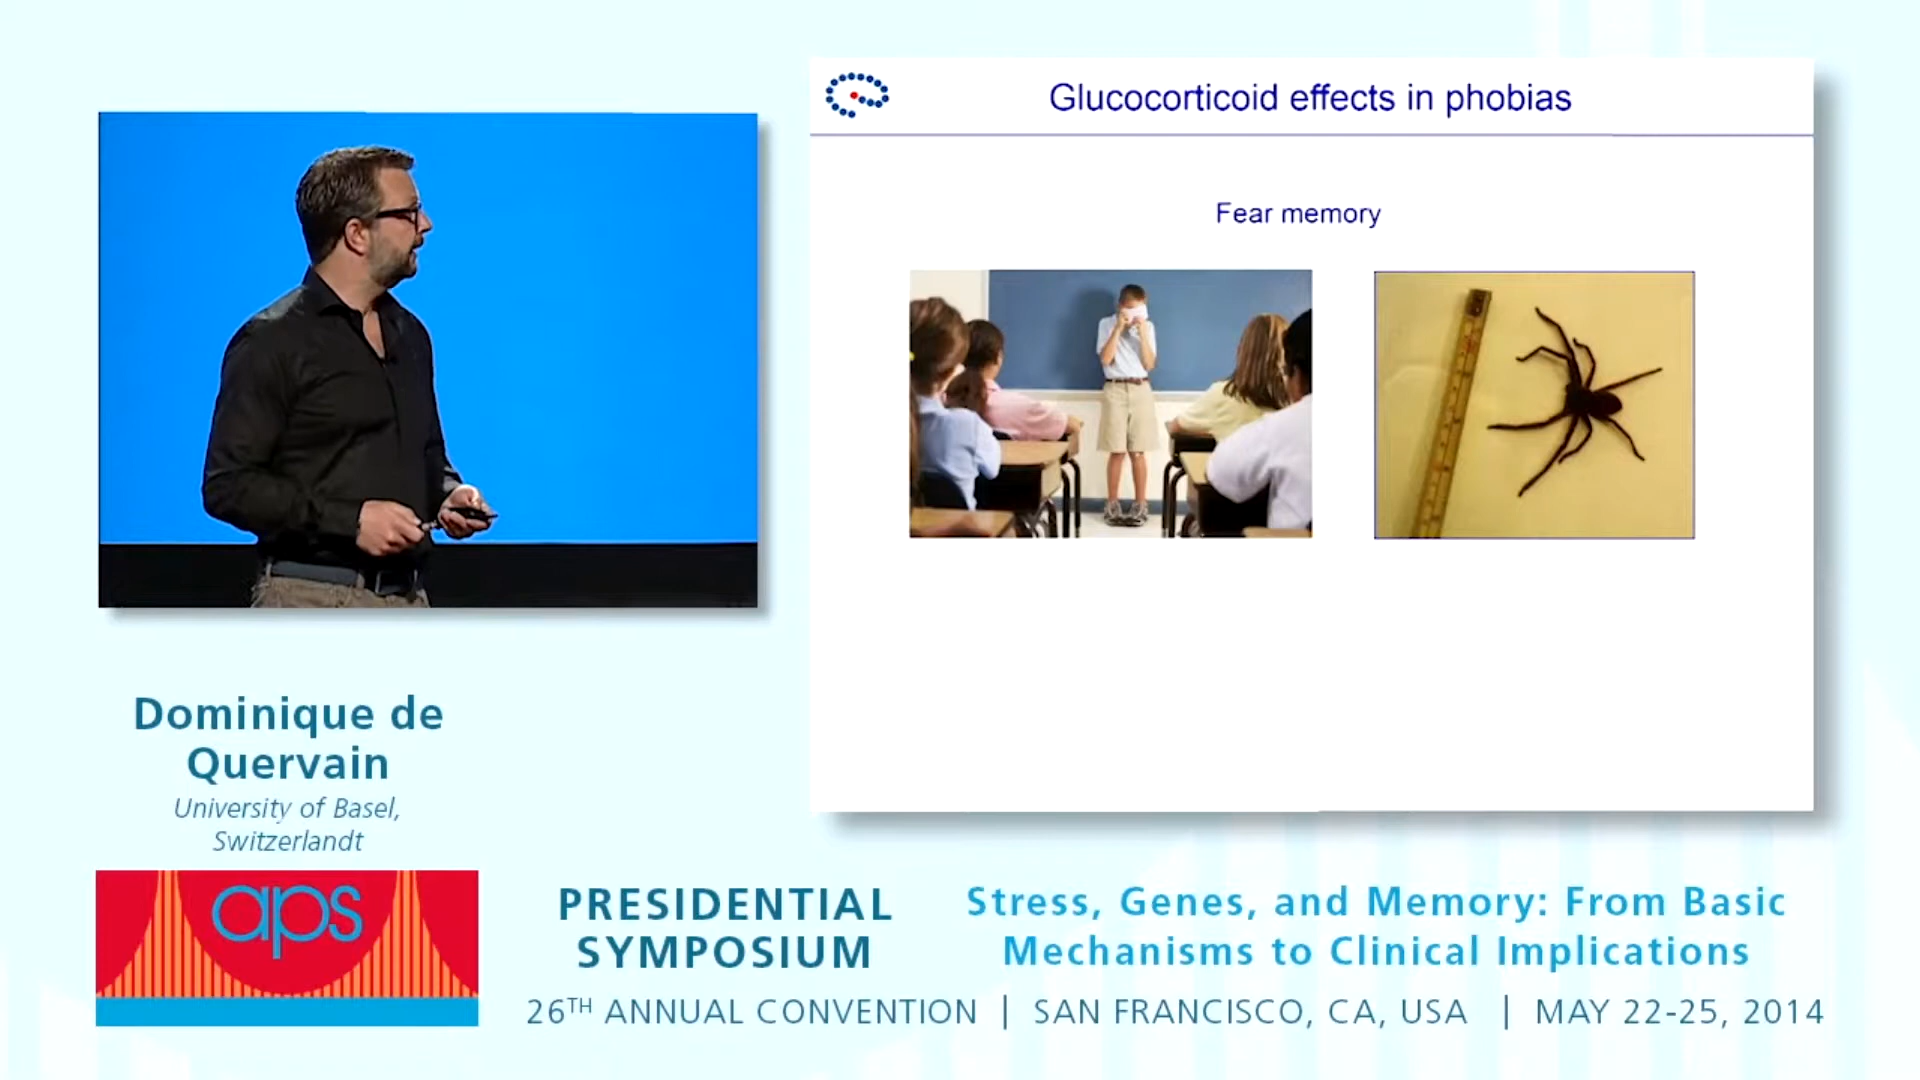 Glucocorticoid effects in phobias
Fear memory
Dominique de
Quervain
University of Basel,
Switzerlandt
aps
PRESIDENTIAL
SYMPOSIUM
Stress, Genes, and Memory: From Basic
Mechanisms to Clinical Implications
26TH ANNUAL CONVENTION | SAN FRANCISCO, CA, USA | MAY 22-25, 2014